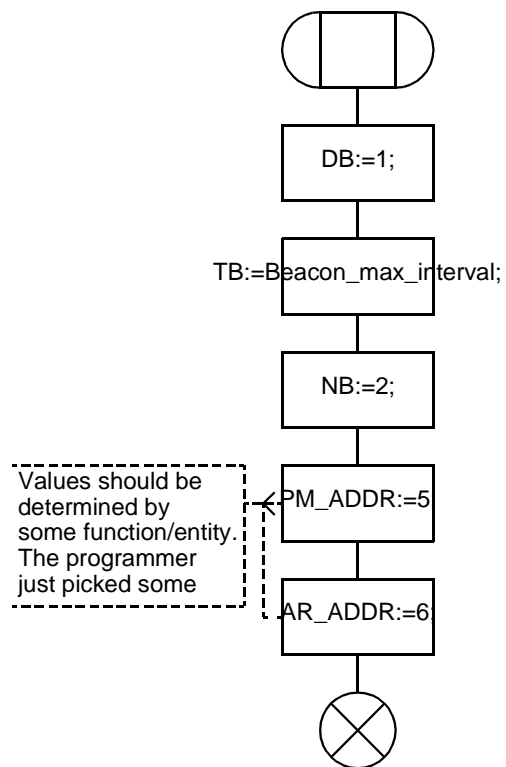 DB:=1;
TB:=Beacon_max_interval;
NB:=2;
Values should be
determined by
some function/entity.
The programmer
just picked some
PM_ADDR:=5
AR_ADDR:=6;